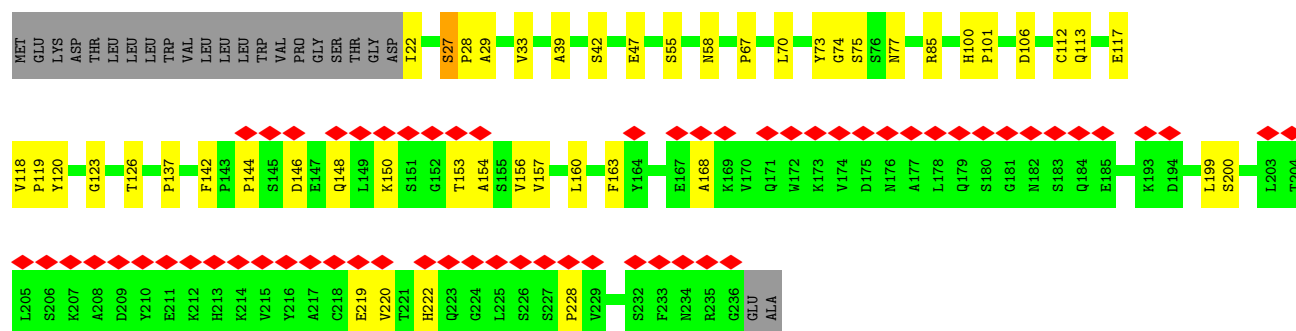 MET GLU LYS ASP THR LEU LEU LEU TRP VAL LEU LEU LEU TRP VAL PRO GLY SER THR GLY ASP I22 S27 P28 A29 V33 A39 S42 E47 S55 N58 P67 L70 Y73 G74 S75 S76 N77 R85 H100 P101 D106 C112 Q113 E117
V118 P119 Y120 G123 T126 P137 F142 P143 P144 S145 D146 E147 Q148 L149 K150 S151 G152 T153 A154 S155 V156 V157 L160 F163 Y164 E167 A168 K169 V170 Q171 W172 K173 V174 D175 N176 A177 L178 Q179 S180 G181 N182 S183 Q184 E185 K193 D194 L199 S200 L203 T204
L205 S206 K207 A208 D209 Y210 E211 K212 H213 K214 V215 Y216 A217 C218 E219 V220 T221 H222 Q223 G224 L225 S226 S227 P228 V229 S232 F233 N234 R235 G236 GLU ALA